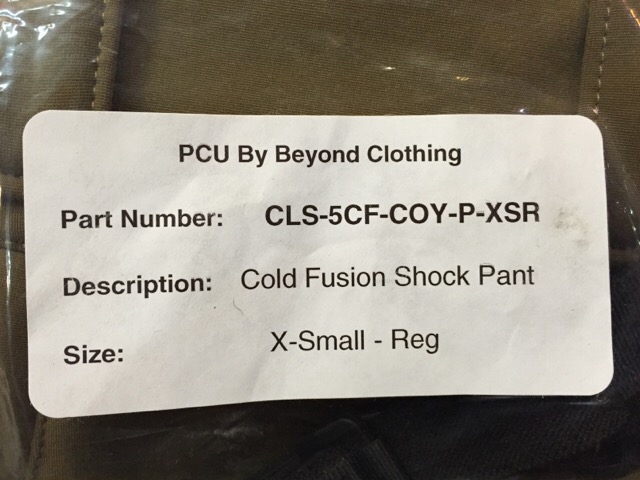 PCU By Beyond Clothing
Part Number: CLS-5CF-COY-P-XSR
Description: Cold Fusion Shock Pant
Size: X-Small - Reg